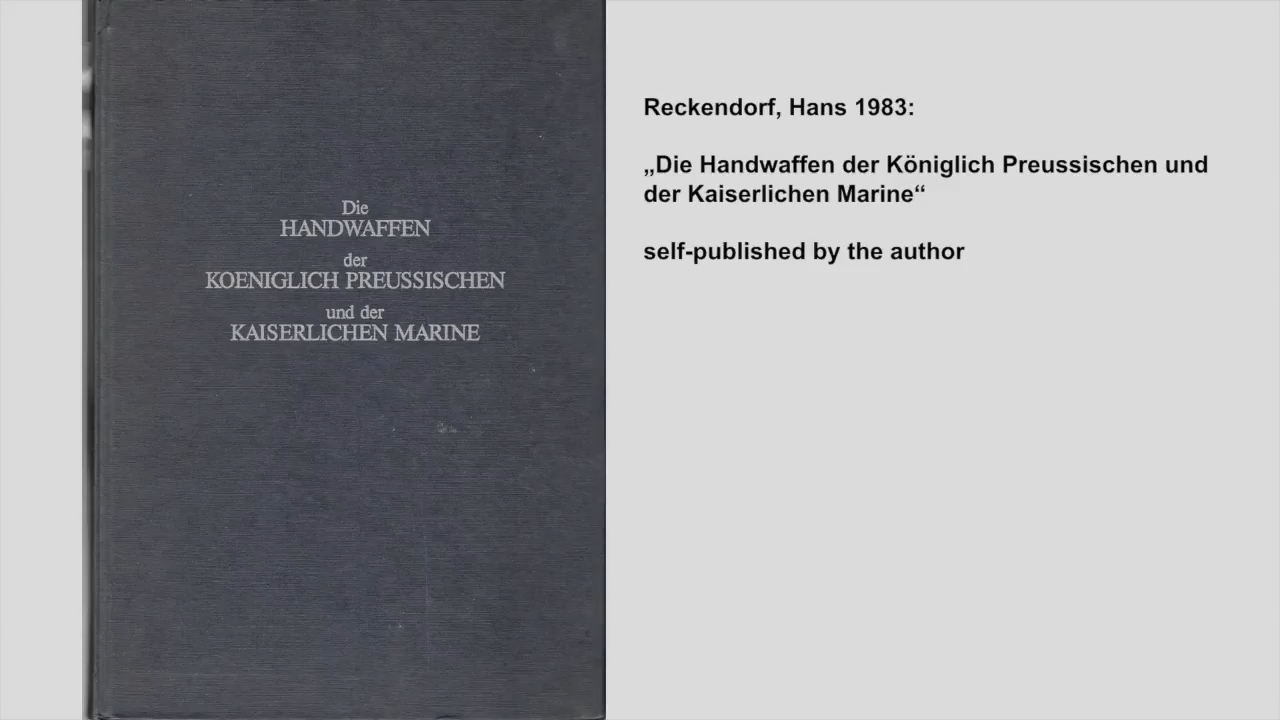 Die
HANDWAFFEN
der
KOENIGLICH PREUSSISCHEN
und der
KAISERLICHEN MARINE
Reckendorf, Hans 1983:
„Die Handwaffen der Königlich Preussischen und
der Kaiserlichen Marine“
self-published by the author